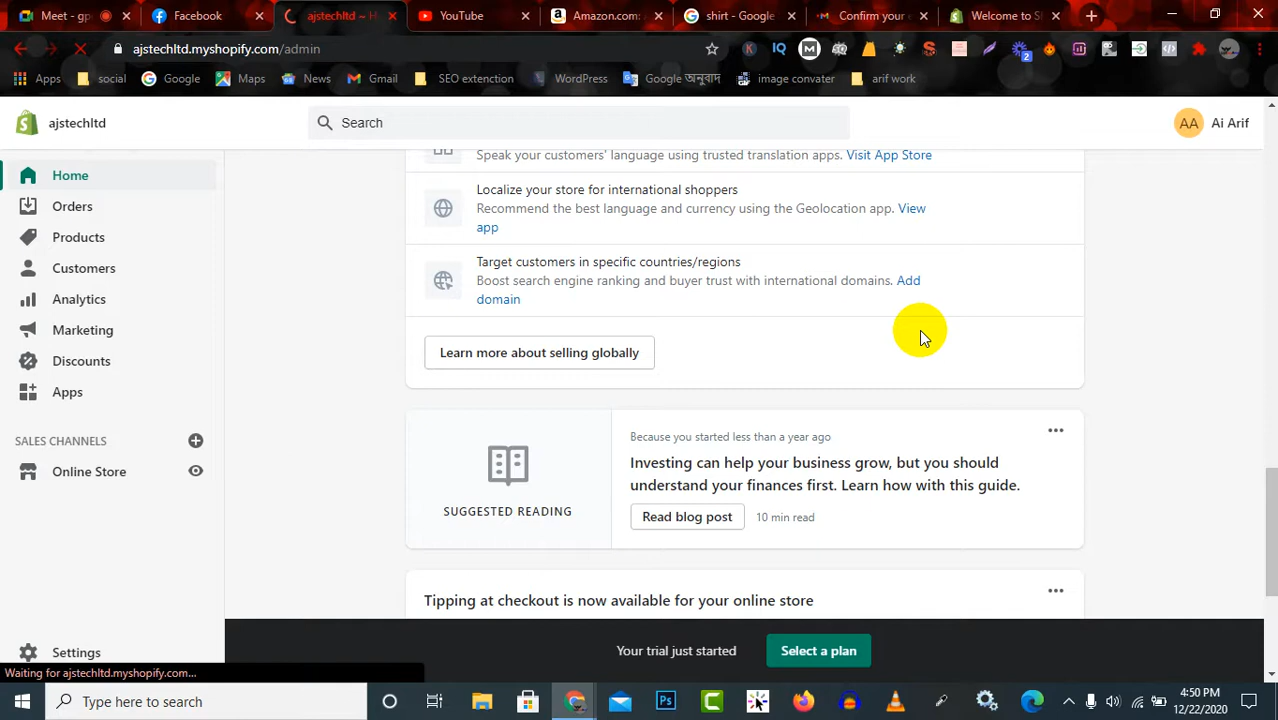 Meet - gp
Facebook
ajstechltd ~ H
YouTube
Amazon.com:
shirt - Google
Confirm your e
Welcome to Sh
ajstechltd.myshopify.com/admin
Apps
social
Google
Maps
News
Gmail
SEO extenction
WordPress
Google অনুবাদ
image convater
arif work
ajstechltd
Search
AA
Ai Arif
Speak your customers' language using trusted translation apps. Visit App Store
Home
Orders
Products
Customers
Analytics
Marketing
Discounts
Apps
SALES CHANNELS
Online Store
Settings
Localize your store for international shoppers
Recommend the best language and currency using the Geolocation app. View
app
Target customers in specific countries/regions
Boost search engine ranking and buyer trust with international domains. Add
domain
Learn more about selling globally
SUGGESTED READING
Because you started less than a year ago
Investing can help your business grow, but you should
understand your finances first. Learn how with this guide.
Read blog post 10 min read
Tipping at checkout is now available for your online store
Your trial just started
Select a plan
Waiting for ajstechltd.myshopify.com...
Type here to search
4:50 PM
12/22/2020